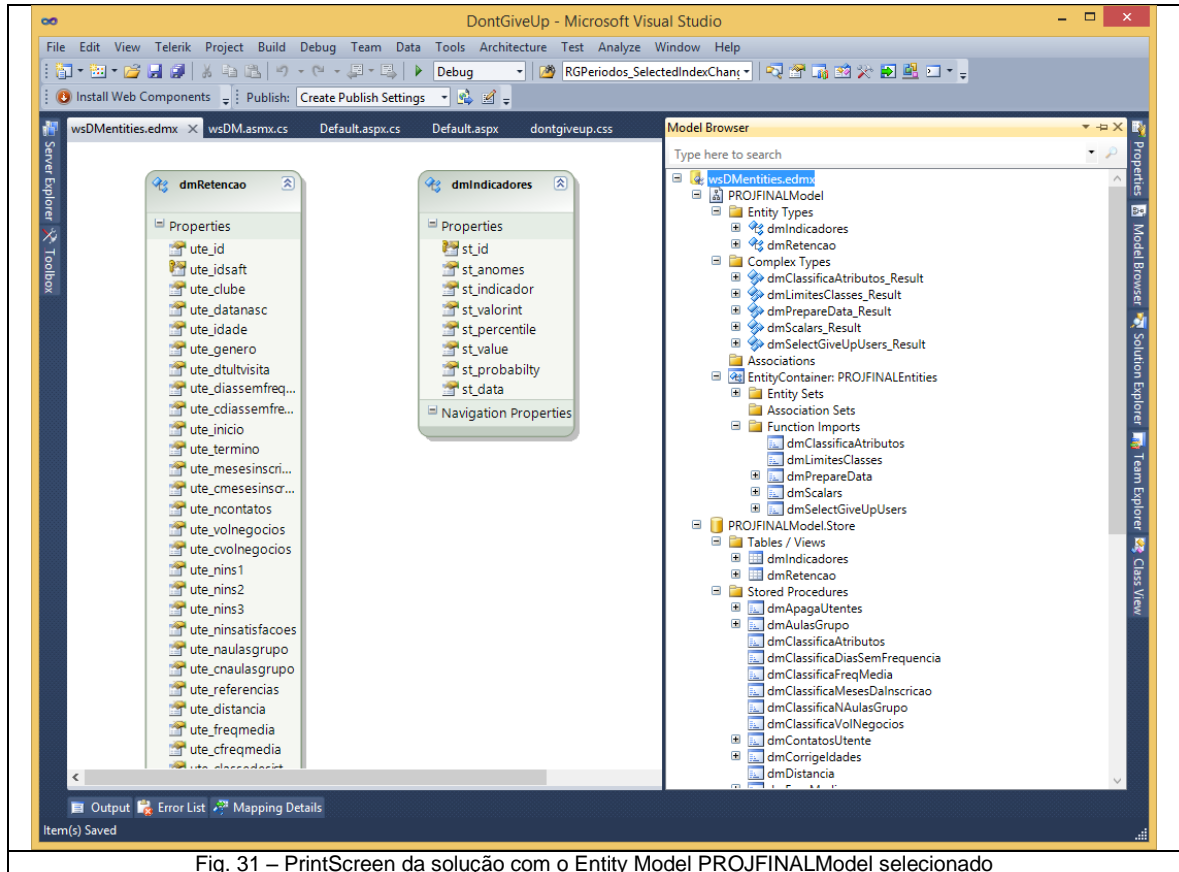 DontGiveUp - Microsoft Visual Studio
File Edit View Telerik Project Build Debug Team Data Tools Architecture Test Analyze Window Help
Debug RGPeriodos_SelectedIndexChang
Install Web Components Publish: Create Publish Settings
wsDMentities.edmx wsDM.asmx.cs Default.aspx.cs Default.aspx dontgiveup.css
Server Explorer
Toolbox
dmRetencao
Properties
ute_id
ute_idsaft
ute_clube
ute_datanasc
ute_idade
ute_genero
ute_dtultvisita
ute_diassemfreq...
ute_cdiassemfre...
ute_inicio
ute_termino
ute_mesesinscri...
ute_cmesesinscr...
ute_ncontatos
ute_volnegocios
ute_cvolnegocios
ute_nins1
ute_nins2
ute_nins3
ute_ninsatisfacoes
ute_naulasgrupo
ute_cnaulasgrupo
ute_referencias
ute_distancia
ute_freqmedia
ute_cfreqmedia
dmIndicadores
Properties
st_id
st_anomes
st_indicador
st_valorint
st_percentile
st_value
st_probabilty
st_data
Navigation Properties
Model Browser
Type here to search
wsDMentities.edmx
PROJFINALModel
Entity Types
dmIndicadores
dmRetencao
Complex Types
dmClassificaAtributos_Result
dmLimitesClasses_Result
dmPrepareData_Result
dmScalars_Result
dmSelectGiveUpUsers_Result
Associations
EntityContainer: PROJFINALEntities
Entity Sets
Association Sets
Function Imports
dmClassificaAtributos
dmLimitesClasses
dmPrepareData
dmScalars
dmSelectGiveUpUsers
PROJFINALModel.Store
Tables / Views
dmIndicadores
dmRetencao
Stored Procedures
dmApagaUtentes
dmAulasGrupo
dmClassificaAtributos
dmClassificaDiasSemFrequencia
dmClassificaFreqMedia
dmClassificaMesesDaInscricao
dmClassificaNAulasGrupo
dmClassificaVolNegocios
dmContatosUtente
dmCorrigeIdades
dmDistancia
Properties
Model Browser
Solution Explorer
Team Explorer
Class View
Output Error List Mapping Details
Item(s) Saved
Fig. 31 – PrintScreen da solução com o Entity Model PROJFINALModel selecionado